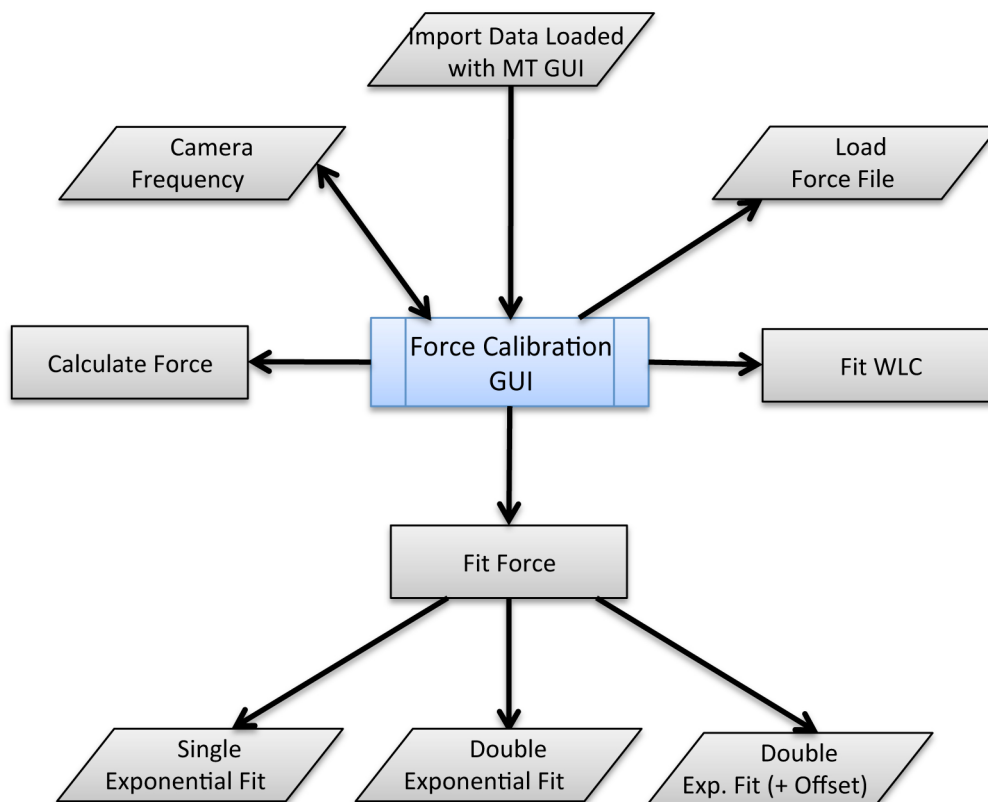 Import Data Loaded
with MT GUI
Camera
Frequency
Load
Force File
Calculate Force
Force Calibration
GUI
Fit WLC
Fit Force
Single
Exponential Fit
Double
Exponential Fit
Double
Exp. Fit (+ Offset)